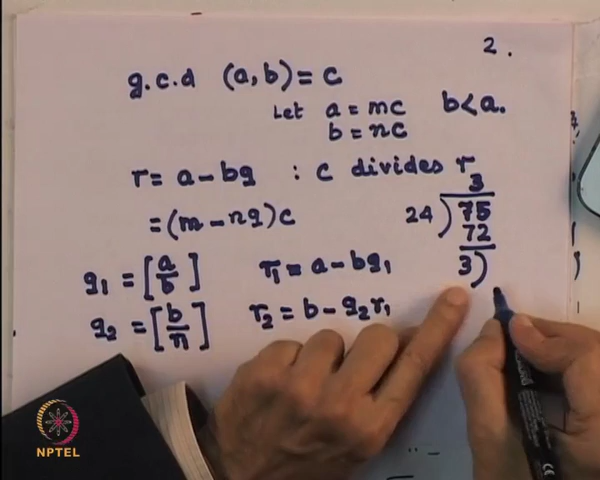 2.
g.c.d (a,b) = c
Let a = mc b < a.
b = nc
r = a - bq : c divides r
= (m - nq) c
3
24 ) 75
72
3 )
q₁ = [a/b] r₁ = a - bq₁
q₂ = [b/r₁] r₂ = b - q₂r₁
NPTEL